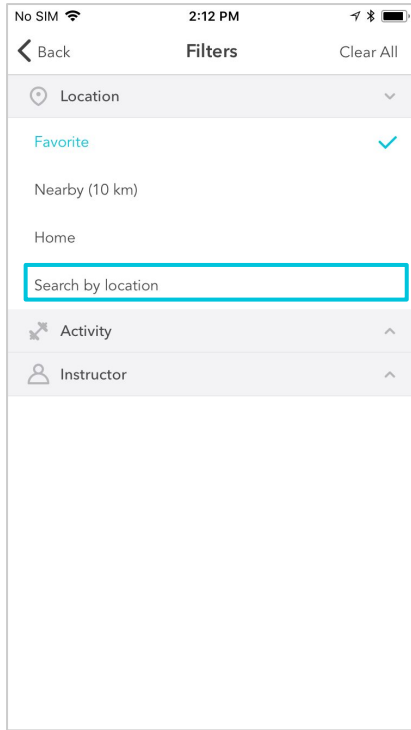 No SIM 2:12 PM
Back Filters Clear All
Location
Favorite
Nearby (10 km)
Home
Search by location
Activity
Instructor